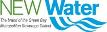 NEW Water
The brand of the Green Bay
Metropolitan Sewerage District